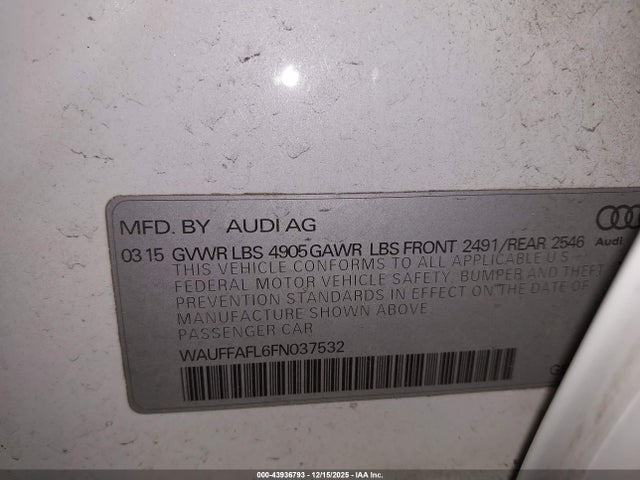 MFD. BY AUDI AG
03 15 GVWR LBS 4905 GAWR LBS FRONT 2491/REAR 2546
Audi
THIS VEHICLE CONFORMS TO ALL APPLICABLE U S
FEDERAL MOTOR VEHICLE SAFETY, BUMPER AND THEFT
PREVENTION STANDARDS IN EFFECT ON THE DATE OF
MANUFACTURE SHOWN ABOVE
PASSENGER CAR
WAUFFAFL6FN037532
000-43936793 - 12/15/2025 - IAA Inc.